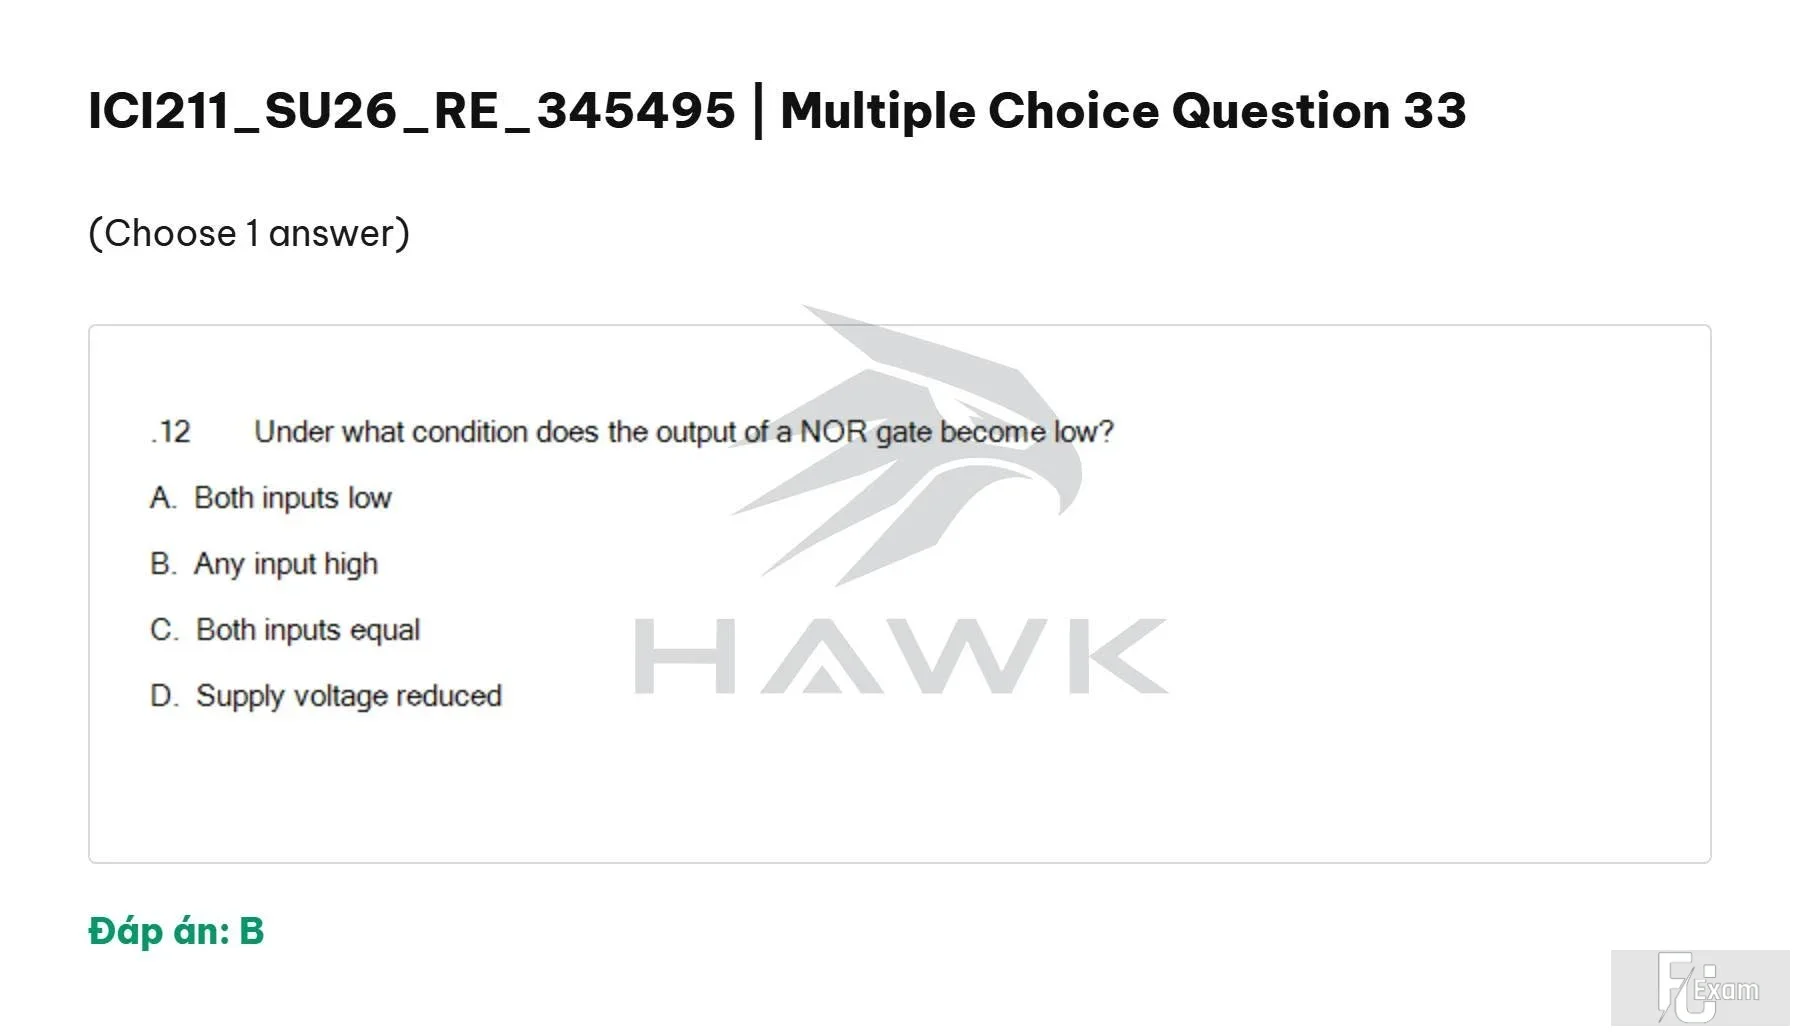 ICI211_SU26_RE_345495 | Multiple Choice Question 33
(Choose 1 answer)
.12 Under what condition does the output of a NOR gate become low?
A. Both inputs low
B. Any input high
C. Both inputs equal
D. Supply voltage reduced
HAWK
Đáp án: B
FU Exam